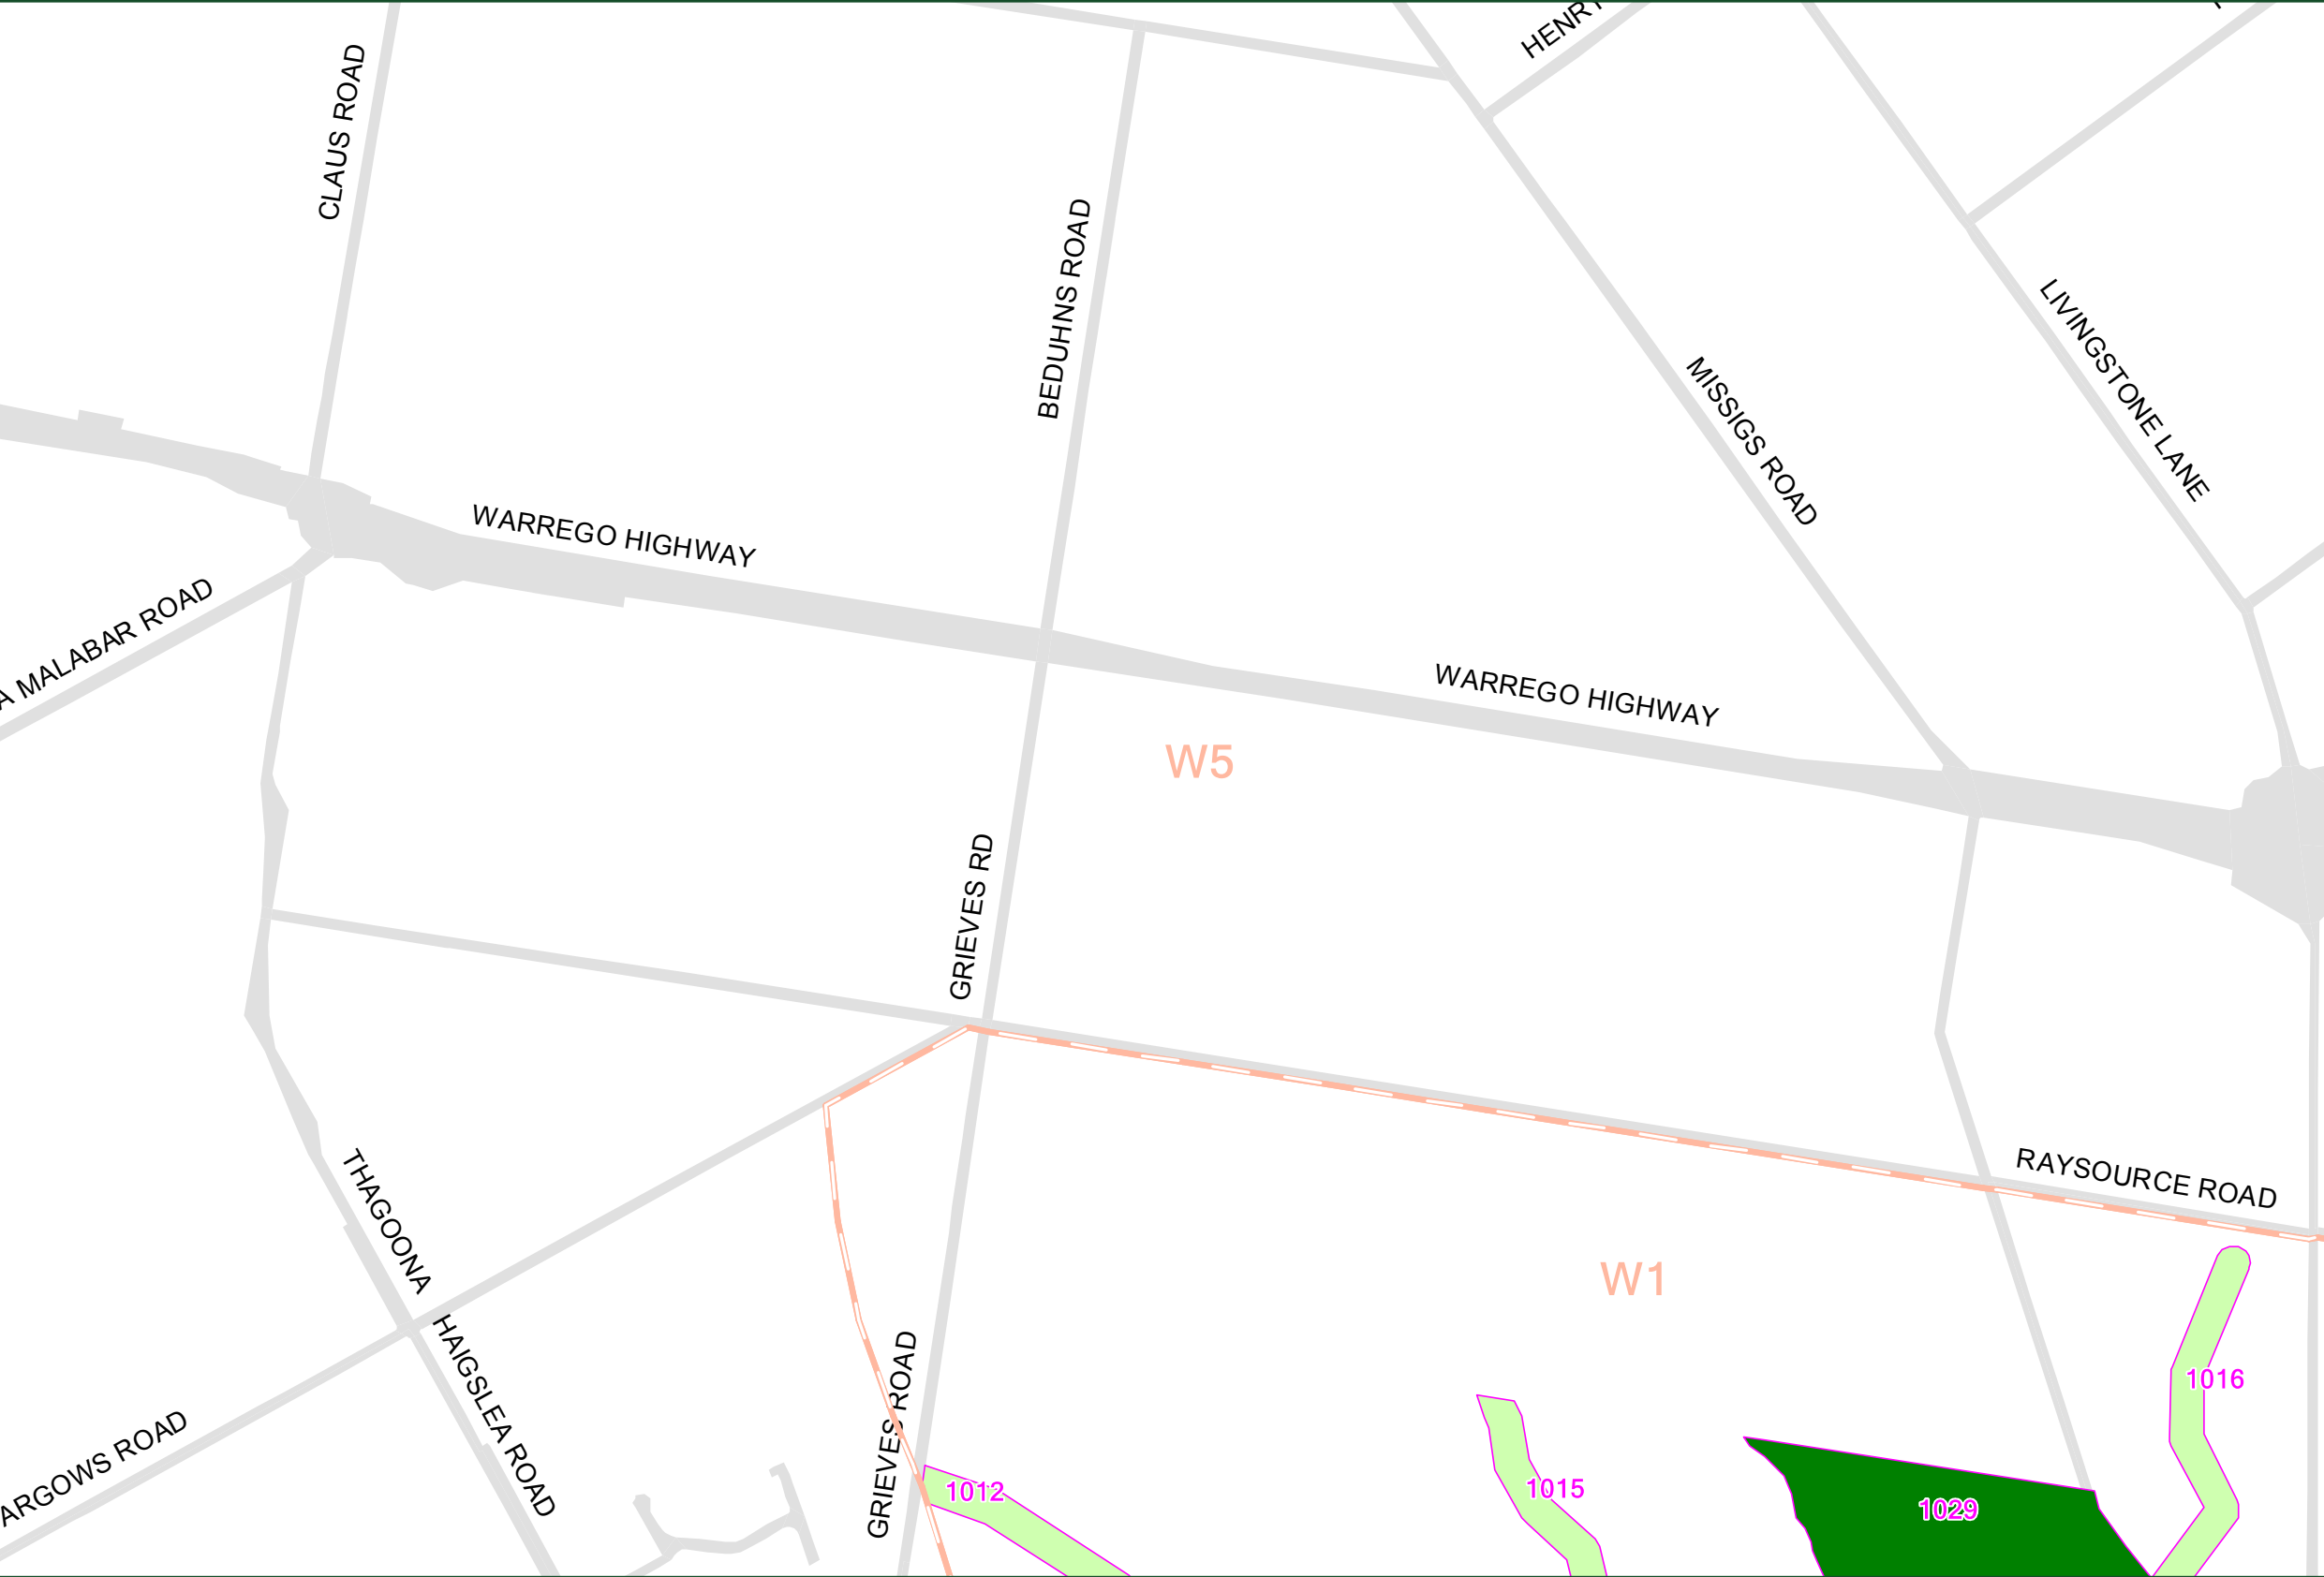 HENRY
CLAUS ROAD
BEDUHNS ROAD
LIVINGSTONE LANE
MISSIGS ROAD
WARREGO HIGHWAY
A MALABAR ROAD
WARREGO HIGHWAY
W5
GRIEVES RD
RAYSOURCE ROAD
THAGOONA HAIGSLEA ROAD
W1
GRIEVES ROAD
1016
ARGOWS ROAD
1012
1015
1029